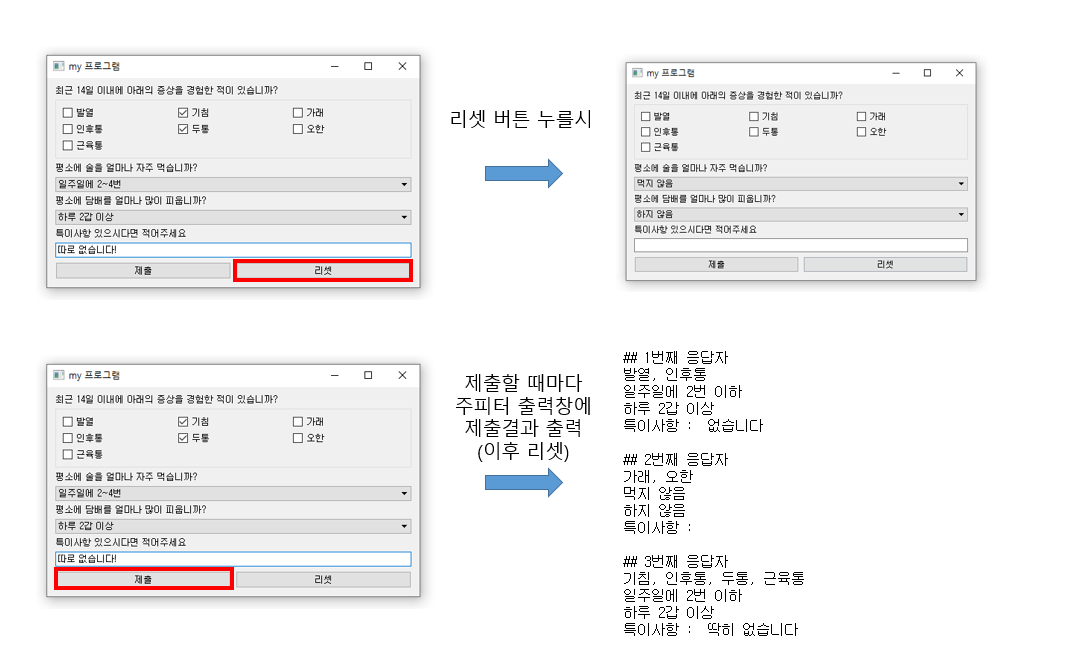 my 프로그램
최근 14일 이내에 아래의 증상을 경험한 적이 있습니까?
발열 기침 가래
인후통 두통 오한
근육통
평소에 술을 얼마나 자주 먹습니까?
일주일에 2~4번
평소에 담배를 얼마나 많이 피웁니까?
하루 2갑 이상
특이사항 있으시다면 적어주세요
따로 없습니다!
제출 리셋
리셋 버튼 누를시
my 프로그램
최근 14일 이내에 아래의 증상을 경험한 적이 있습니까?
발열 기침 가래
인후통 두통 오한
근육통
평소에 술을 얼마나 자주 먹습니까?
먹지 않음
평소에 담배를 얼마나 많이 피웁니까?
하지 않음
특이사항 있으시다면 적어주세요
제출 리셋
my 프로그램
최근 14일 이내에 아래의 증상을 경험한 적이 있습니까?
발열 기침 가래
인후통 두통 오한
근육통
평소에 술을 얼마나 자주 먹습니까?
일주일에 2~4번
평소에 담배를 얼마나 많이 피웁니까?
하루 2갑 이상
특이사항 있으시다면 적어주세요
따로 없습니다!
제출 리셋
제출할 때마다
주피터 출력창에
제출결과 출력
(이후 리셋)
## 1번째 응답자
발열, 인후통
일주일에 2번 이하
하루 2갑 이상
특이사항 : 없습니다
## 2번째 응답자
가래, 오한
먹지 않음
하지 않음
특이사항 :
## 3번째 응답자
기침, 인후통, 두통, 근육통
일주일에 2번 이하
하루 2갑 이상
특이사항 : 딱히 없습니다